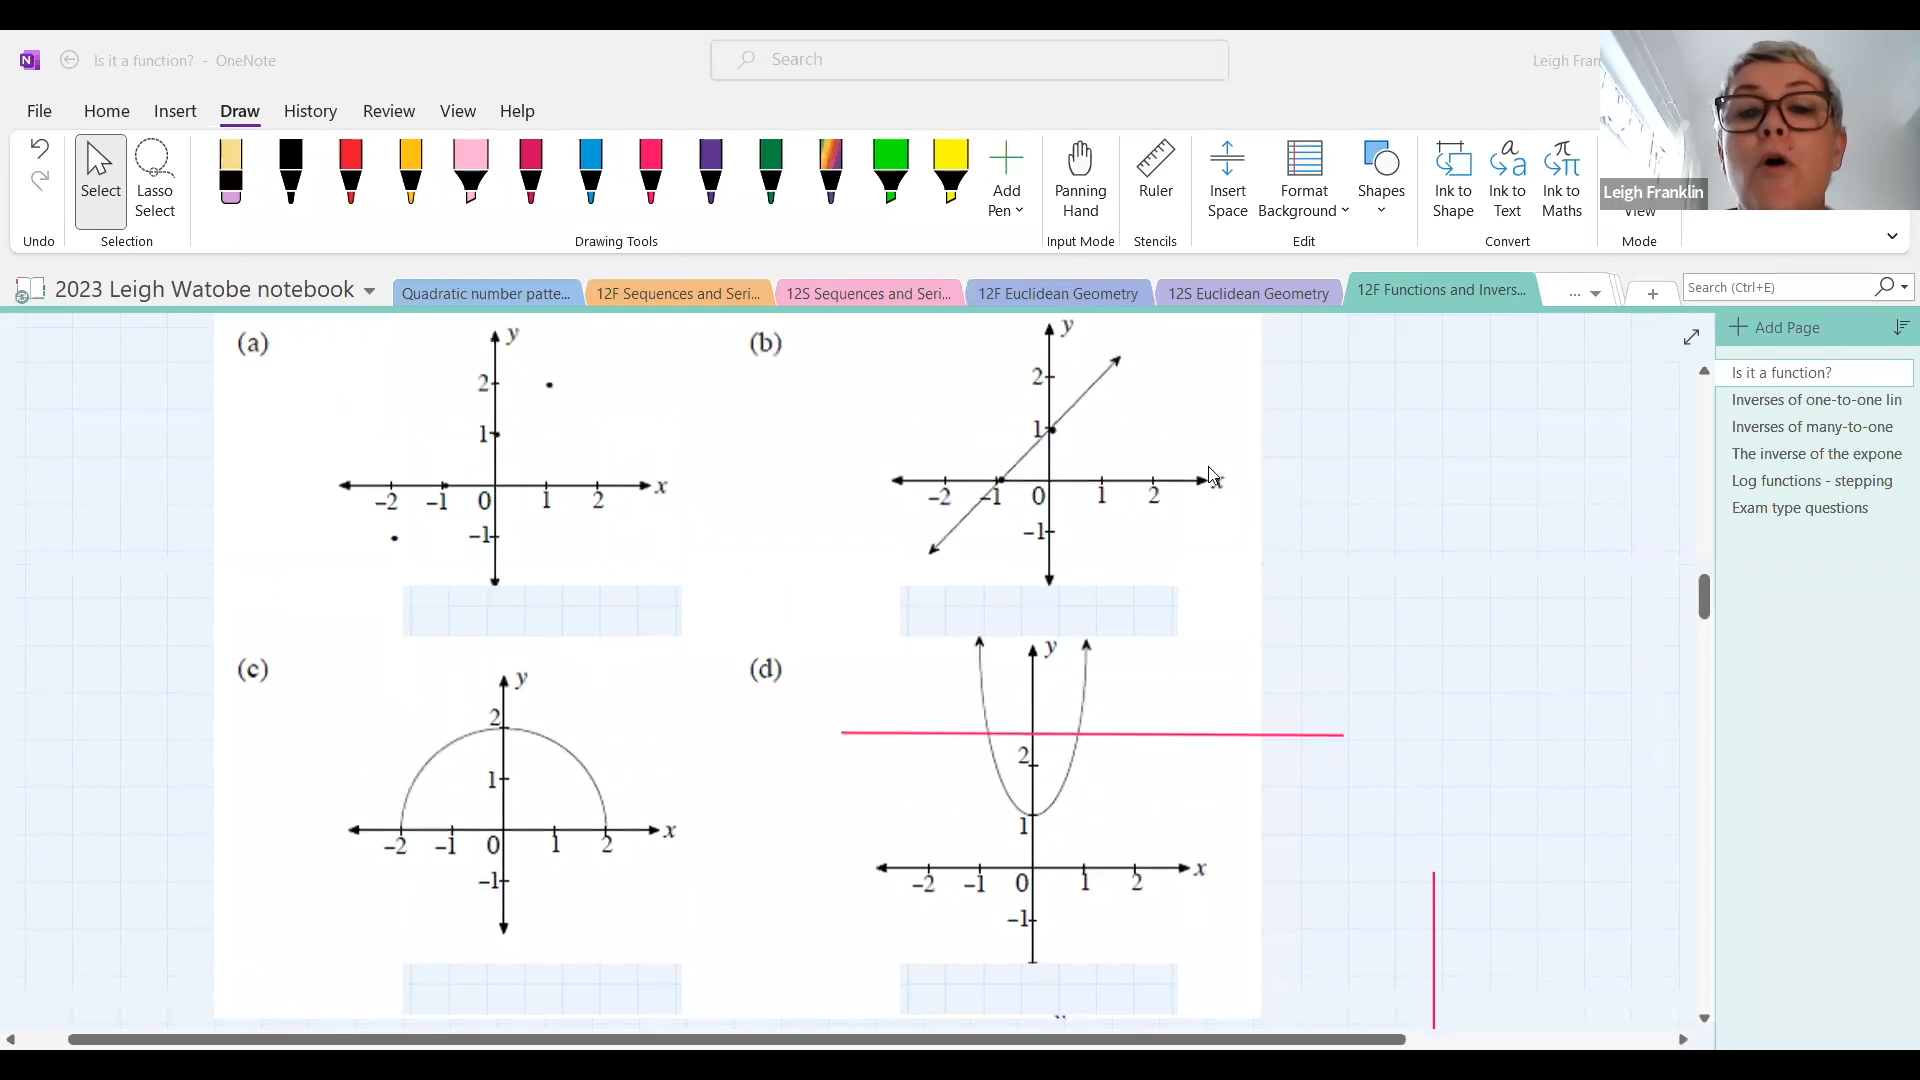 Is it a function? - OneNote
Search
Leigh Fran
File Home Insert Draw History Review View Help
Select
Lasso Select
Add Pen
Panning Hand
Ruler
Insert Space
Format Background
Shapes
Ink to Shape
Ink to Text
Ink to Maths
View
Leigh Franklin
Undo Selection Drawing Tools Input Mode Stencils Edit Convert Mode
2023 Leigh Watobe notebook
Quadratic number patte...
12F Sequences and Seri...
12S Sequences and Seri...
12F Euclidean Geometry
12S Euclidean Geometry
12F Functions and Invers...
...
Search (Ctrl+E)
Add Page
Is it a function?
Inverses of one-to-one lin
Inverses of many-to-one
The inverse of the expone
Log functions - stepping
Exam type questions
(a)
y
2
1
-2 -1 0 1 2 x
-1
(b)
y
2
1
-2 -1 0 1 2 x
-1
(c)
y
2
1
-2 -1 0 1 2 x
-1
(d)
y
2
1
-2 -1 0 1 2 x
-1